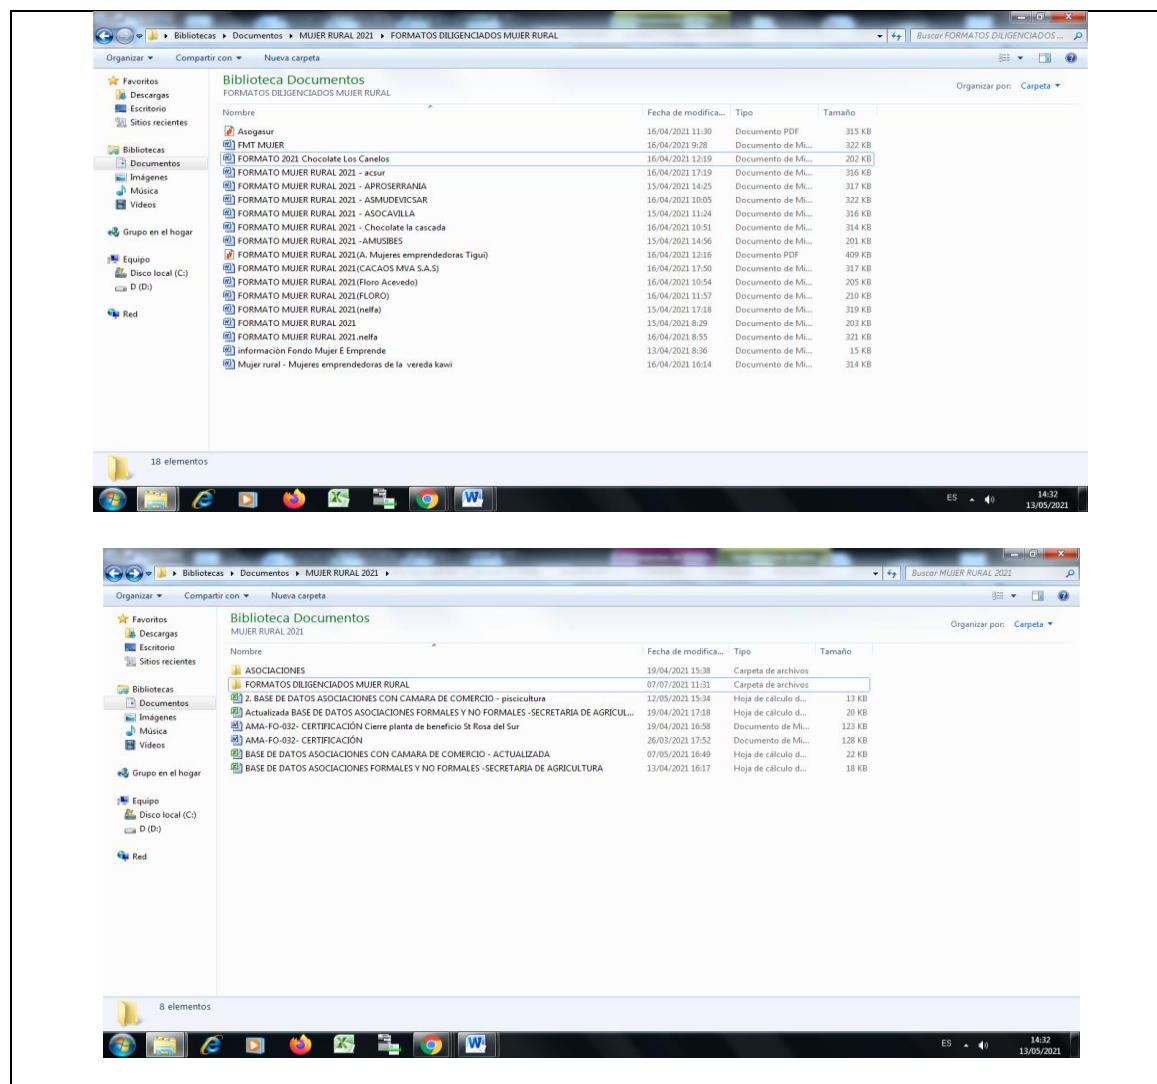 Bibliotecas ▸ Documentos ▸ MUJER RURAL 2021 ▸ FORMATOS DILIGENCIADOS MUJER RURAL
Buscar FORMATOS DILIGENCIADOS ...
Organizar Compartir con Nueva carpeta
Favoritos
Descargas
Escritorio
Sitios recientes
Bibliotecas
Documentos
Imágenes
Música
Vídeos
Grupo en el hogar
Equipo
Disco local (C:)
D (D:)
Red
Biblioteca Documentos
FORMATOS DILIGENCIADOS MUJER RURAL
Organizar por: Carpeta
Nombre Fecha de modifica... Tipo Tamaño
Asogasur 16/04/2021 11:30 Documento PDF 315 KB
FMT MUJER 16/04/2021 9:28 Documento de Mi... 322 KB
FORMATO 2021 Chocolate Los Canelos 16/04/2021 12:19 Documento de Mi... 202 KB
FORMATO MUJER RURAL 2021 - acsur 16/04/2021 17:19 Documento de Mi... 316 KB
FORMATO MUJER RURAL 2021 - APROSERRANIA 15/04/2021 14:25 Documento de Mi... 317 KB
FORMATO MUJER RURAL 2021 - ASMUDEVICSAR 16/04/2021 10:05 Documento de Mi... 322 KB
FORMATO MUJER RURAL 2021 - ASOCAVILLA 15/04/2021 11:24 Documento de Mi... 316 KB
FORMATO MUJER RURAL 2021 - Chocolate la cascada 16/04/2021 10:51 Documento de Mi... 314 KB
FORMATO MUJER RURAL 2021 -AMUSIBES 15/04/2021 14:56 Documento de Mi... 201 KB
FORMATO MUJER RURAL 2021(A. Mujeres emprendedoras Tigui) 16/04/2021 12:16 Documento PDF 409 KB
FORMATO MUJER RURAL 2021(CACAOS MVA S.A.S) 16/04/2021 17:50 Documento de Mi... 317 KB
FORMATO MUJER RURAL 2021(Floro Acevedo) 16/04/2021 10:54 Documento de Mi... 205 KB
FORMATO MUJER RURAL 2021(FLORO) 16/04/2021 11:57 Documento de Mi... 210 KB
FORMATO MUJER RURAL 2021(nelfa) 15/04/2021 17:18 Documento de Mi... 319 KB
FORMATO MUJER RURAL 2021 15/04/2021 8:29 Documento de Mi... 203 KB
FORMATO MUJER RURAL 2021.nelfa 16/04/2021 8:55 Documento de Mi... 321 KB
información Fondo Mujer E Emprende 13/04/2021 8:36 Documento de Mi... 15 KB
Mujer rural - Mujeres emprendedoras de la vereda kawi 16/04/2021 16:14 Documento de Mi... 314 KB
18 elementos
ES 14:32
13/05/2021
Bibliotecas ▸ Documentos ▸ MUJER RURAL 2021 ▸
Buscar MUJER RURAL 2021
Organizar Compartir con Nueva carpeta
Favoritos
Descargas
Escritorio
Sitios recientes
Bibliotecas
Documentos
Imágenes
Música
Vídeos
Grupo en el hogar
Equipo
Disco local (C:)
D (D:)
Red
Biblioteca Documentos
MUJER RURAL 2021
Organizar por: Carpeta
Nombre Fecha de modifica... Tipo Tamaño
ASOCIACIONES 19/04/2021 15:38 Carpeta de archivos
FORMATOS DILIGENCIADOS MUJER RURAL 07/07/2021 11:31 Carpeta de archivos
2. BASE DE DATOS ASOCIACIONES CON CAMARA DE COMERCIO - piscicultura 12/05/2021 15:34 Hoja de cálculo d... 13 KB
Actualizada BASE DE DATOS ASOCIACIONES FORMALES Y NO FORMALES -SECRETARIA DE AGRICUL... 19/04/2021 17:18 Hoja de cálculo d... 20 KB
AMA-FO-032- CERTIFICACIÓN Cierre planta de beneficio St Rosa del Sur 19/04/2021 16:58 Documento de Mi... 123 KB
AMA-FO-032- CERTIFICACIÓN 26/03/2021 17:52 Documento de Mi... 128 KB
BASE DE DATOS ASOCIACIONES CON CAMARA DE COMERCIO - ACTUALIZADA 07/05/2021 16:49 Hoja de cálculo d... 22 KB
BASE DE DATOS ASOCIACIONES FORMALES Y NO FORMALES -SECRETARIA DE AGRICULTURA 13/04/2021 16:17 Hoja de cálculo d... 18 KB
8 elementos
ES 14:32
13/05/2021